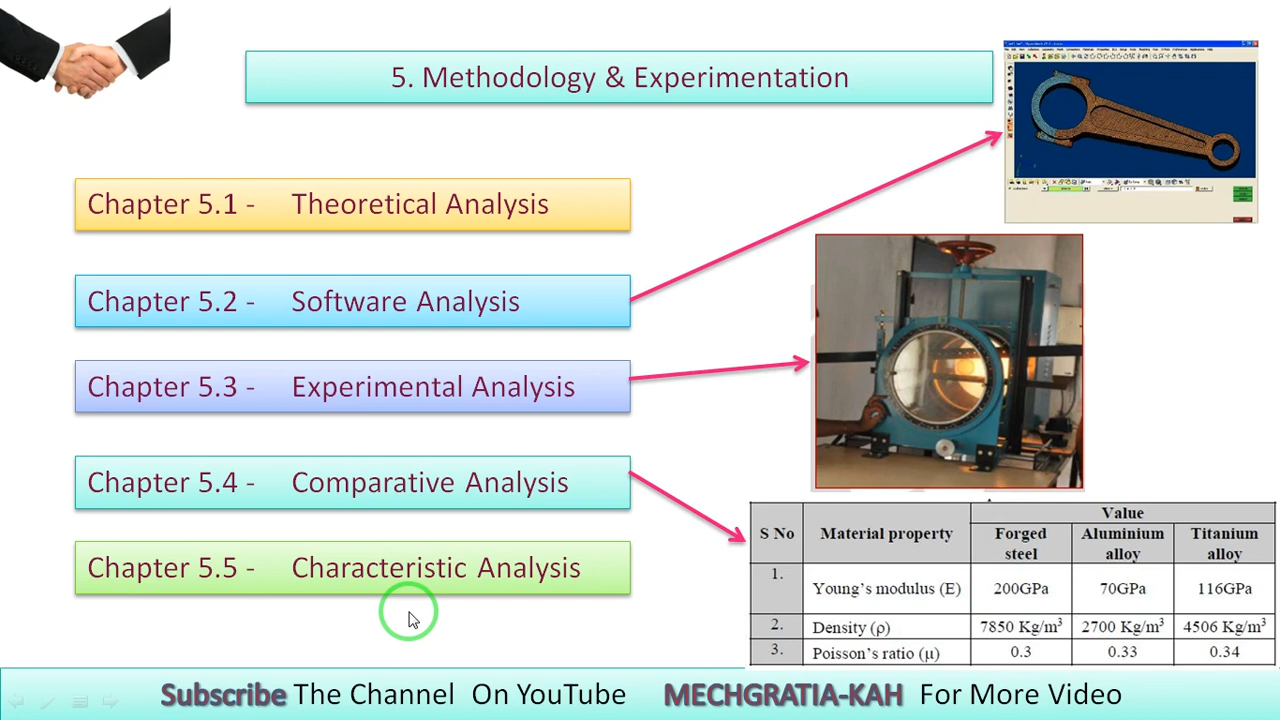 5. Methodology & Experimentation
Chapter 5.1 - Theoretical Analysis
Chapter 5.2 - Software Analysis
Chapter 5.3 - Experimental Analysis
Chapter 5.4 - Comparative Analysis
Chapter 5.5 - Characteristic Analysis
S No Material property Value
Forged steel Aluminium alloy Titanium alloy
1. Young's modulus (E) 200GPa 70GPa 116GPa
2. Density (ρ) 7850 Kg/m³ 2700 Kg/m³ 4506 Kg/m³
3. Poisson's ratio (μ) 0.3 0.33 0.34
Subscribe The Channel On YouTube MECHGRATIA-KAH For More Video